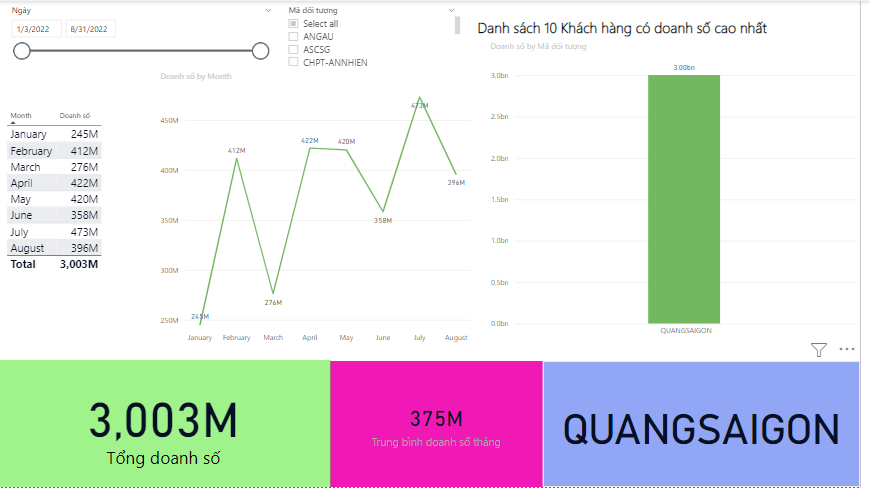 Ngày
1/3/2022 8/31/2022
Mã đối tượng
Select all
ANGAU
ASCSG
CHPT-ANNHIEN
Danh sách 10 Khách hàng có doanh số cao nhất
Doanh số by Month
Doanh số by Mã đối tượng
Month Doanh số
January 245M
February 412M
March 276M
April 422M
May 420M
June 358M
July 473M
August 396M
Total 3,003M
450M
400M
350M
300M
250M
245M
412M
276M
422M
420M
358M
473M
396M
January February March April May June July August
3.0bn
2.5bn
2.0bn
1.5bn
1.0bn
0.5bn
0.0bn
3.00bn
QUANGSAIGON
3,003M
Tổng doanh số
375M
Trung bình doanh số tháng
QUANGSAIGON